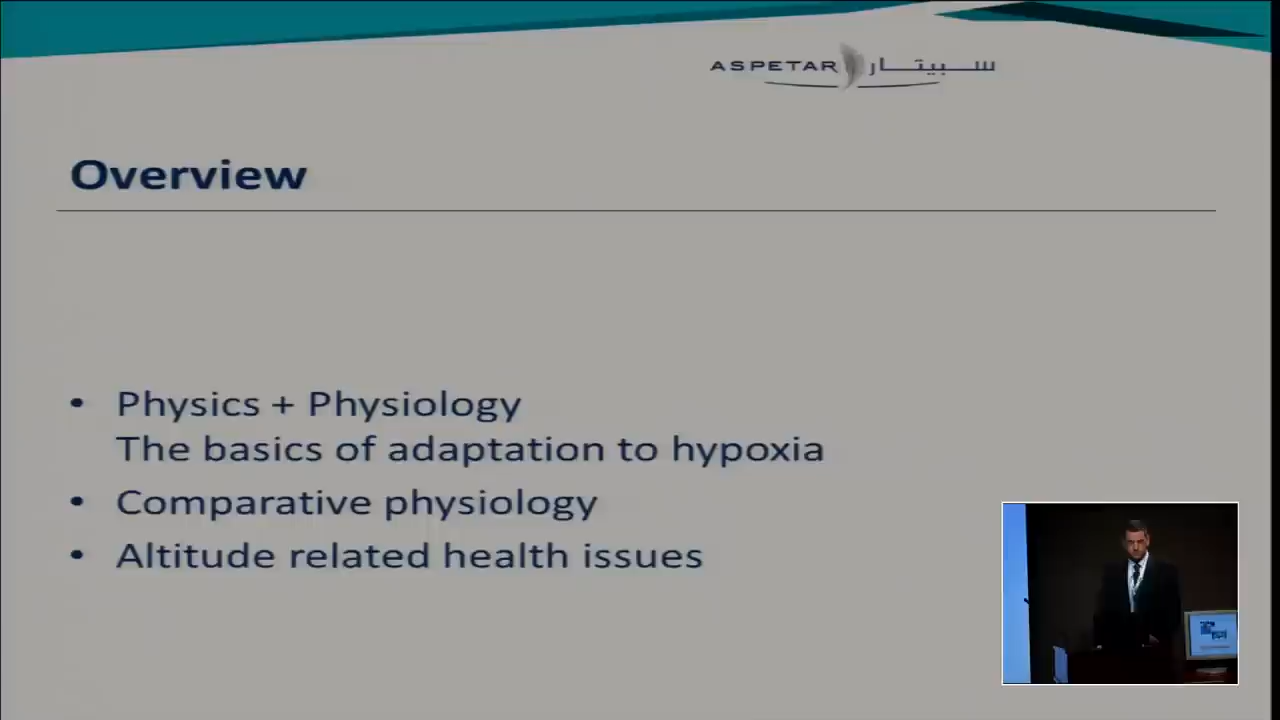 ASPETAR سبيتار
Overview
• Physics + Physiology
The basics of adaptation to hypoxia
• Comparative physiology
• Altitude related health issues